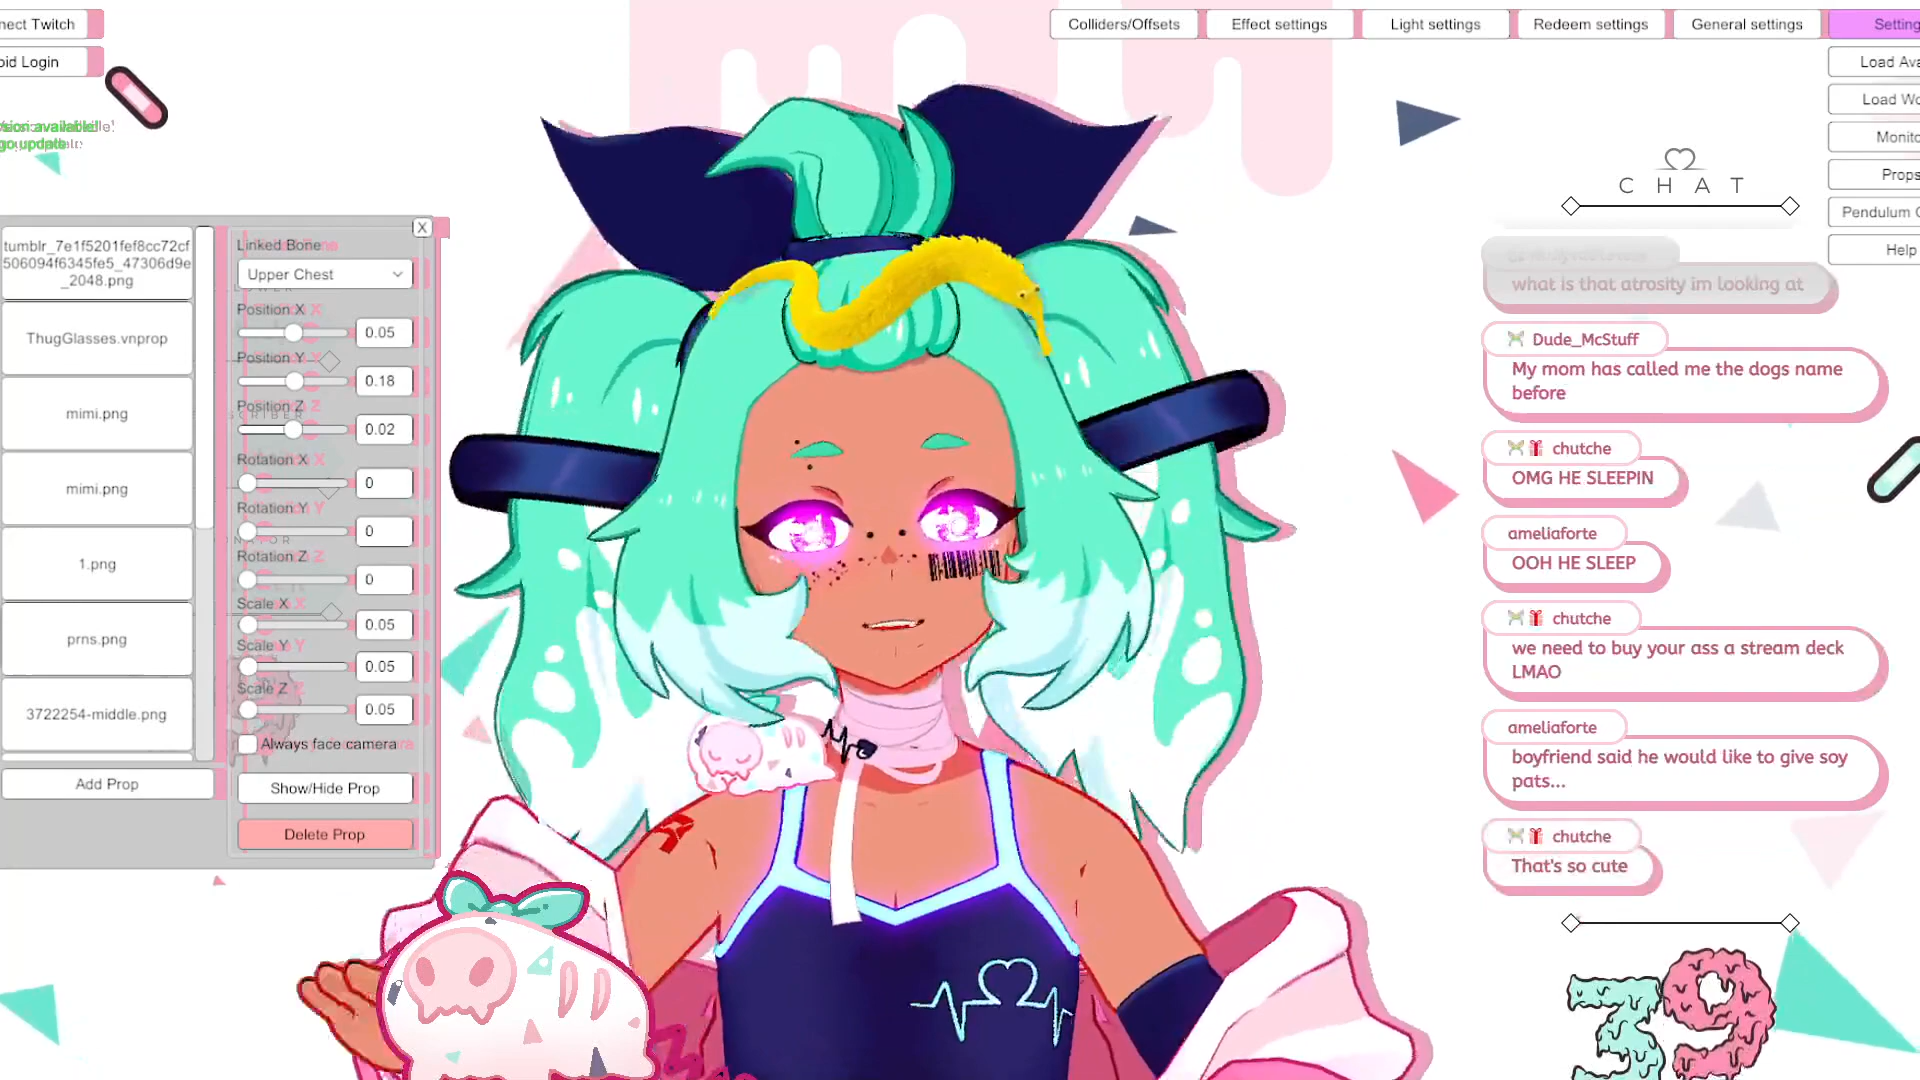 nect Twitch
oid Login
sion available!
go update
Colliders/Offsets
Effect settings
Light settings
Redeem settings
General settings
Setting
Load Ava
Load Wo
Monito
Props
Pendulum C
Help
tumblr_7e1f5201fef8cc72cf
506094f6345fe5_47306d9e
_2048.png
ThugGlasses.vnprop
mimi.png
mimi.png
1.png
prns.png
3722254-middle.png
Add Prop
X
Linked Bone
Upper Chest
Position X
0.05
Position Y
0.18
Position Z
0.02
Rotation X
0
Rotation Y
0
Rotation Z
0
Scale X
0.05
Scale Y
0.05
Scale Z
0.05
Always face camera
Show/Hide Prop
Delete Prop
CHAT
what is that atrosity im looking at
Dude_McStuff
My mom has called me the dogs name
before
chutche
OMG HE SLEEPIN
ameliaforte
OOH HE SLEEP
chutche
we need to buy your ass a stream deck
LMAO
ameliaforte
boyfriend said he would like to give soy
pats...
chutche
That's so cute
39